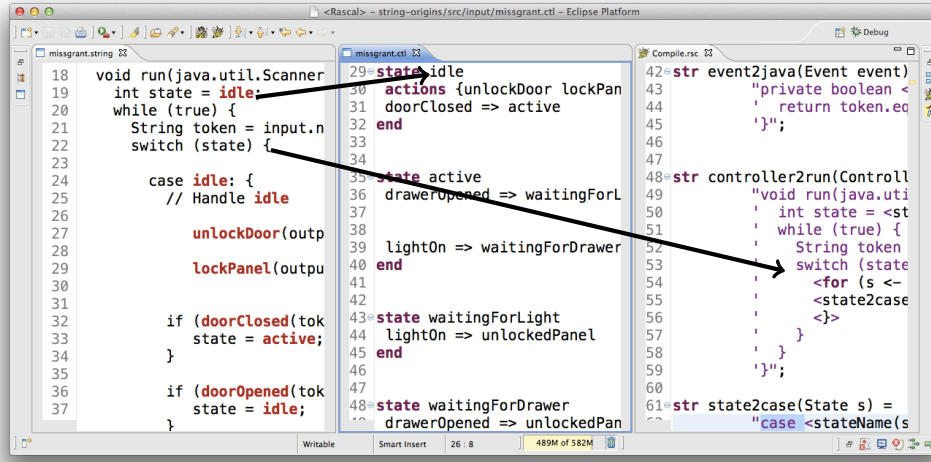 <Rascal> – string-origins/src/input/missgrant.ctl – Eclipse Platform
Debug
missgrant.string
18 void run(java.util.Scanner
19 int state = idle;
20 while (true) {
21 String token = input.n
22 switch (state) {
23
24 case idle: {
25 // Handle idle
26
27 unlockDoor(outp
28
29 lockPanel(outpu
30
31
32 if (doorClosed(tok
33 state = active;
34 }
35
36 if (doorOpened(tok
37 state = idle;
}
missgrant.ctl
29 state idle
30 actions {unlockDoor lockPan
31 doorClosed => active
32 end
33
34
35 state active
36 drawerOpened => waitingForL
37
38
39 lightOn => waitingForDrawer
40 end
41
42
43 state waitingForLight
44 lightOn => unlockedPanel
45 end
46
47
48 state waitingForDrawer
49 drawerOpened => unlockedPan
Compile.rsc
42 str event2java(Event event)
43 "private boolean <
44 ' return token.eq
45 '}";
46
47
48 str controller2run(Controll
49 "void run(java.uti
50 ' int state = <st
51 ' while (true) {
52 ' String token
53 ' switch (state
54 ' <for (s <-
55 ' <state2case
56 ' <}>
57 ' }
58 ' }
59 '}";
60
61 str state2case(State s) =
62 "case <stateName(s
Writable
Smart Insert
26 : 8
489M of 582M